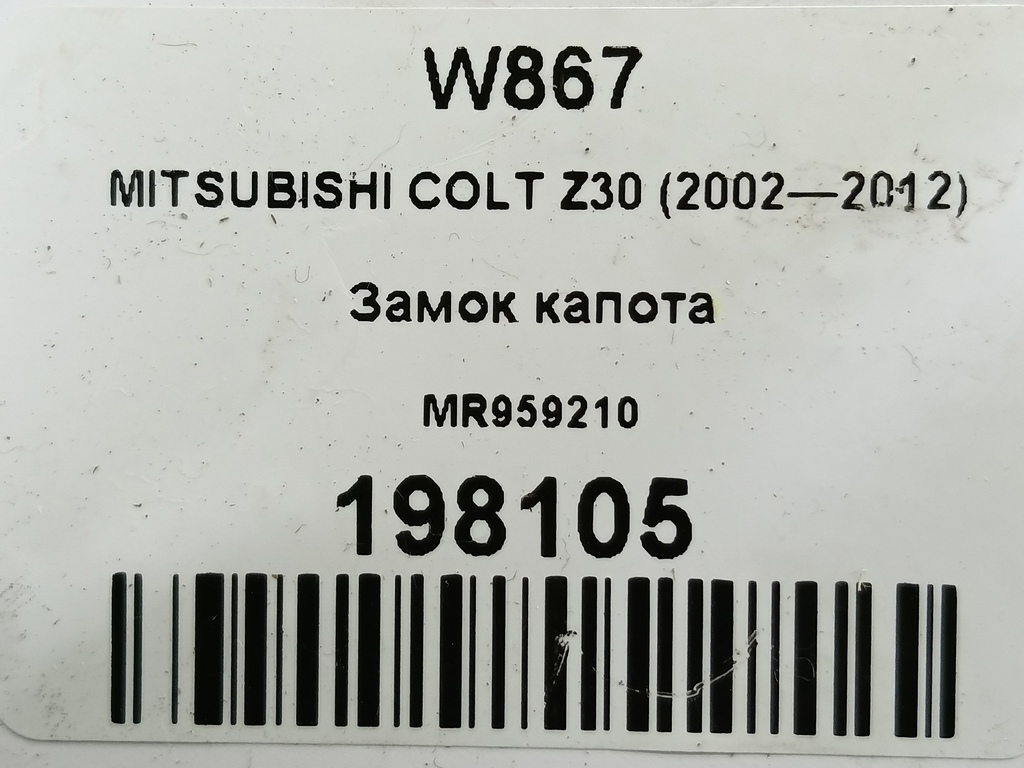 W867
MITSUBISHI COLT Z30 (2002—2012)
Замок капота
MR959210
198105